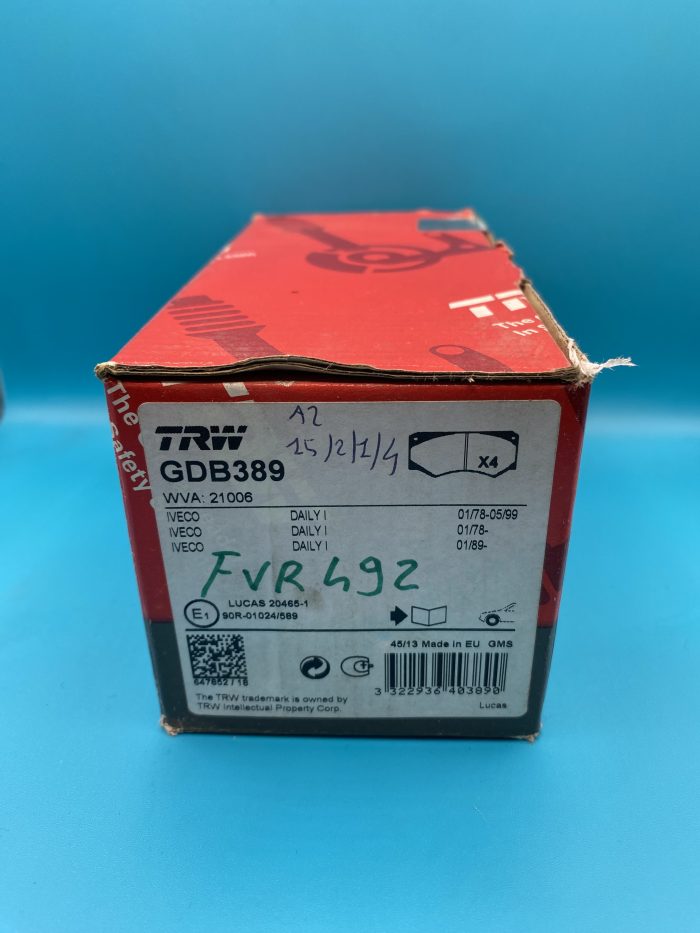 The
Safety
TRW
A2
15/2/1/4
GDB389
X4
WVA: 21006
IVECO DAILY I 01/78-05/99
IVECO DAILY I 01/78-
IVECO DAILY I 01/89-
FVR 492
LUCAS 20465-1
E1 90R-01024/589
45/13 Made in EU GMS
647852 / 18
3 322936 403890
The TRW trademark is owned by
TRW Intellectual Property Corp.
Lucas